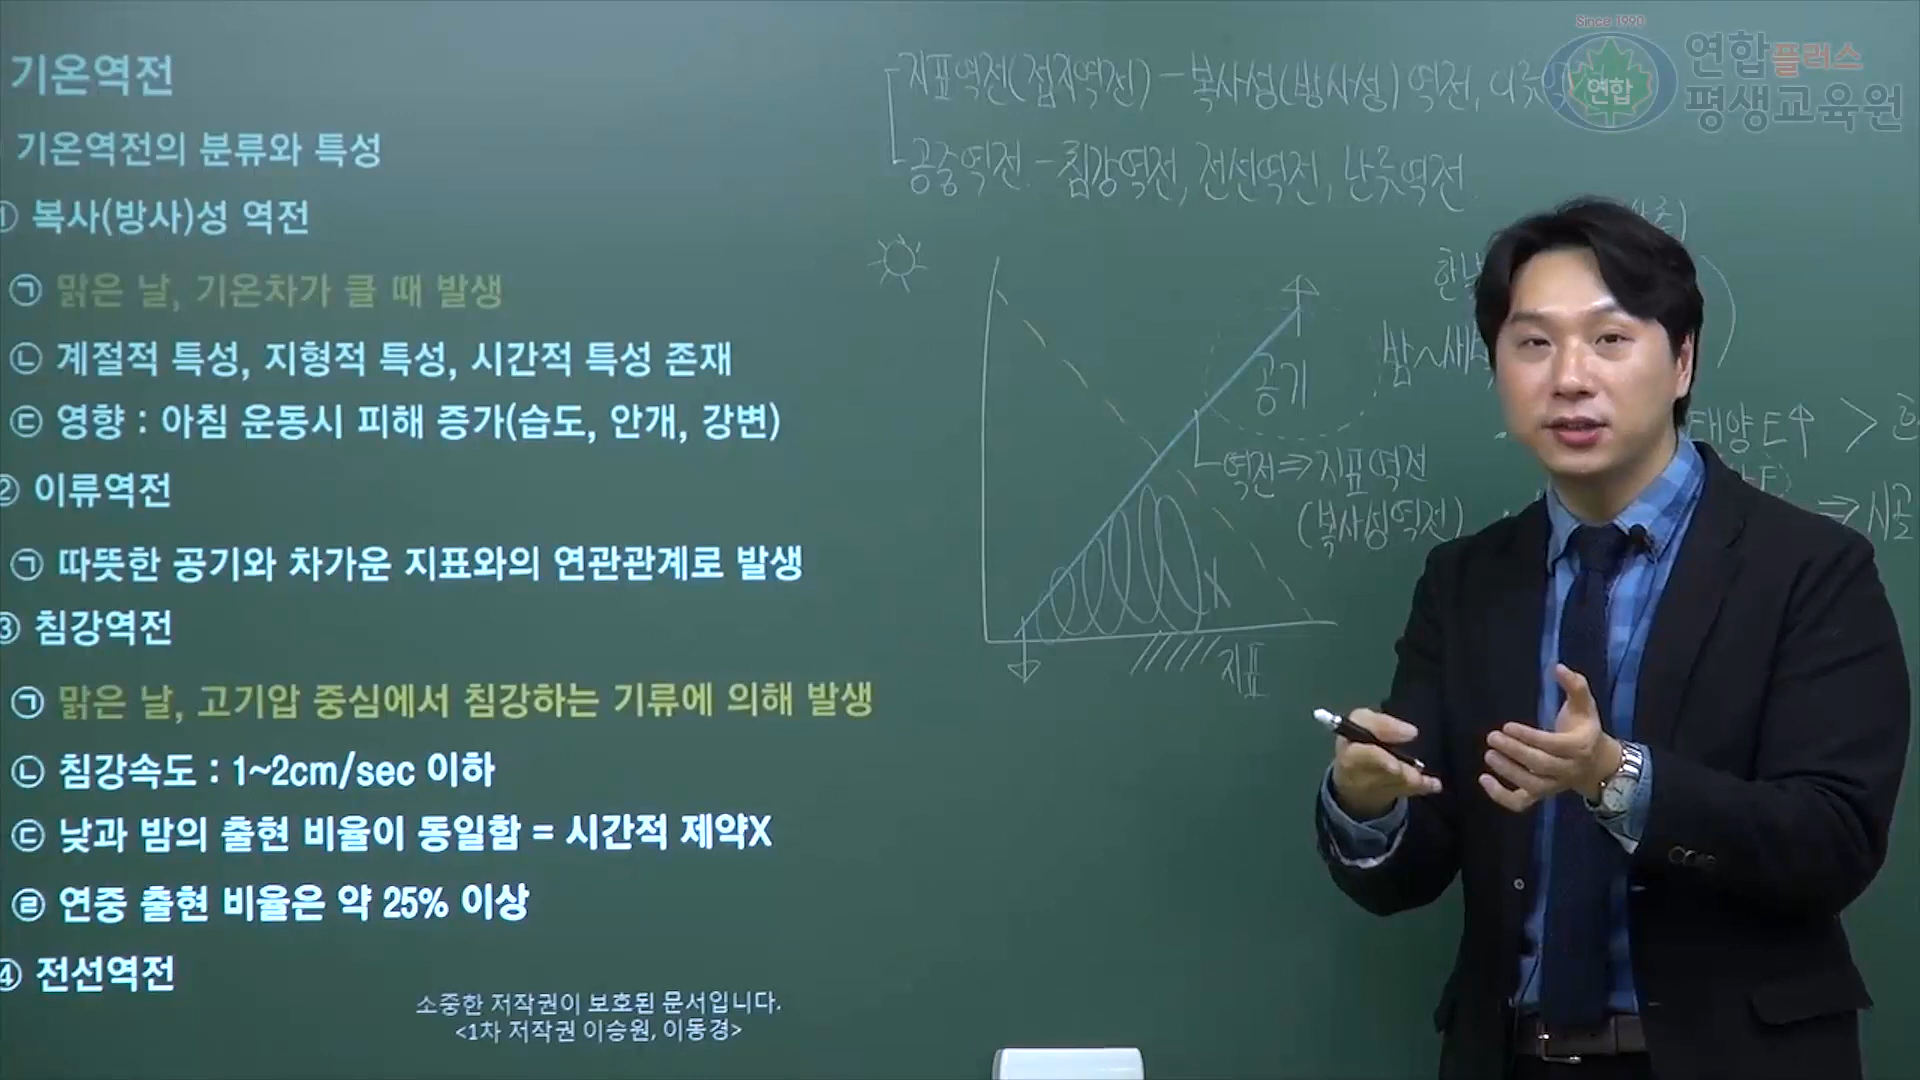 기온역전
기온역전의 분류와 특성
① 복사(방사)성 역전
㉠ 맑은 날, 기온차가 클 때 발생
㉡ 계절적 특성, 지형적 특성, 시간적 특성 존재
㉢ 영향 : 아침 운동시 피해 증가(습도, 안개, 강변)
② 이류역전
㉠ 따뜻한 공기와 차가운 지표와의 연관관계로 발생
③ 침강역전
㉠ 맑은 날, 고기압 중심에서 침강하는 기류에 의해 발생
㉡ 침강속도 : 1~2cm/sec 이하
㉢ 낮과 밤의 출현 비율이 동일함 = 시간적 제약X
㉣ 연중 출현 비율은 약 25% 이상
④ 전선역전
소중한 저작권이 보호된 문서입니다.
<1차 저작권 이승원, 이동경>
지표역전(접지역전) - 복사성(방사성) 역전,
공중역전 - 침강역전, 전선역전, 난류역전
공기
역전⇒지표역전
(복사성역전)
X
지표
태양E↑ >
⇒시골
Since 1990
연합
연합플러스
평생교육원